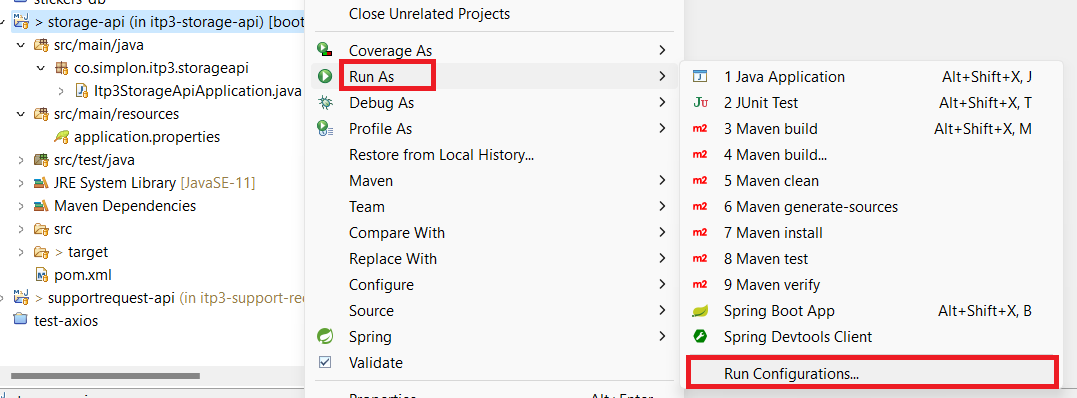 stickers-db
> storage-api (in itp3-storage-api) [boot
src/main/java
co.simplon.itp3.storageapi
Itp3StorageApiApplication.java
src/main/resources
application.properties
src/test/java
JRE System Library [JavaSE-11]
Maven Dependencies
src
> target
pom.xml
> supportrequest-api (in itp3-support-req
test-axios
Close Unrelated Projects
Coverage As
Run As
Debug As
Profile As
Restore from Local History...
Maven
Team
Compare With
Replace With
Configure
Source
Spring
Validate
Properties Alt+Enter
1 Java Application Alt+Shift+X, J
2 JUnit Test Alt+Shift+X, T
3 Maven build Alt+Shift+X, M
4 Maven build...
5 Maven clean
6 Maven generate-sources
7 Maven install
8 Maven test
9 Maven verify
Spring Boot App Alt+Shift+X, B
Spring Devtools Client
Run Configurations...